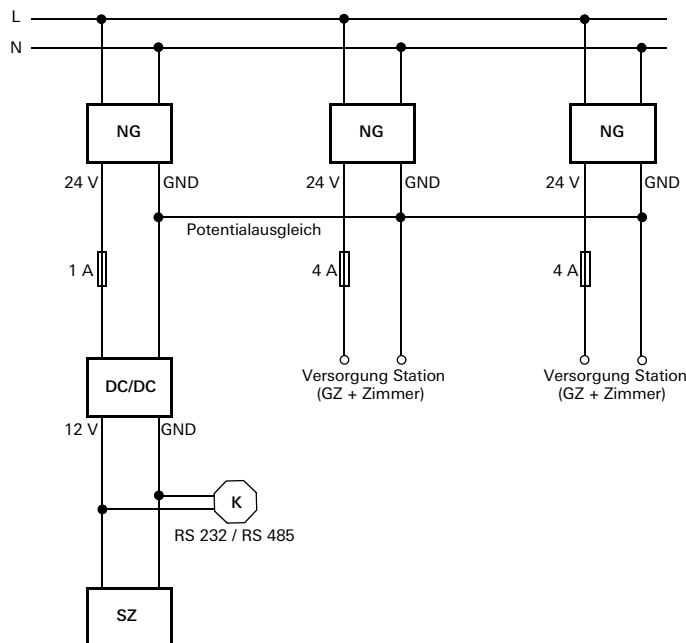 L
N
NG
NG
NG
24 V
GND
24 V
GND
24 V
GND
Potentialausgleich
1 A
4 A
4 A
DC/DC
Versorgung Station
(GZ + Zimmer)
Versorgung Station
(GZ + Zimmer)
12 V
GND
K
RS 232 / RS 485
SZ